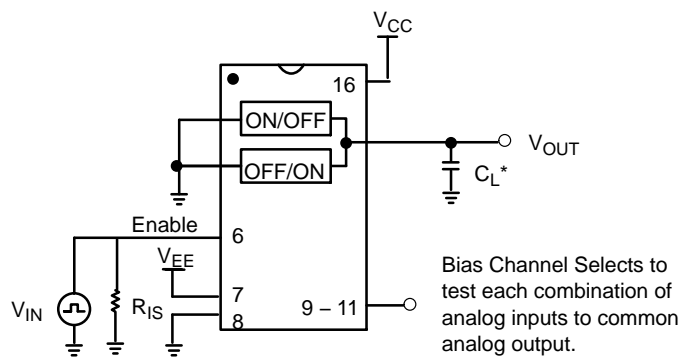 VCC
16
ON/OFF
VOUT
OFF/ON
CL*
Enable
6
VEE
VIN
RIS
7
8
9 – 11
Bias Channel Selects to
test each combination of
analog inputs to common
analog output.